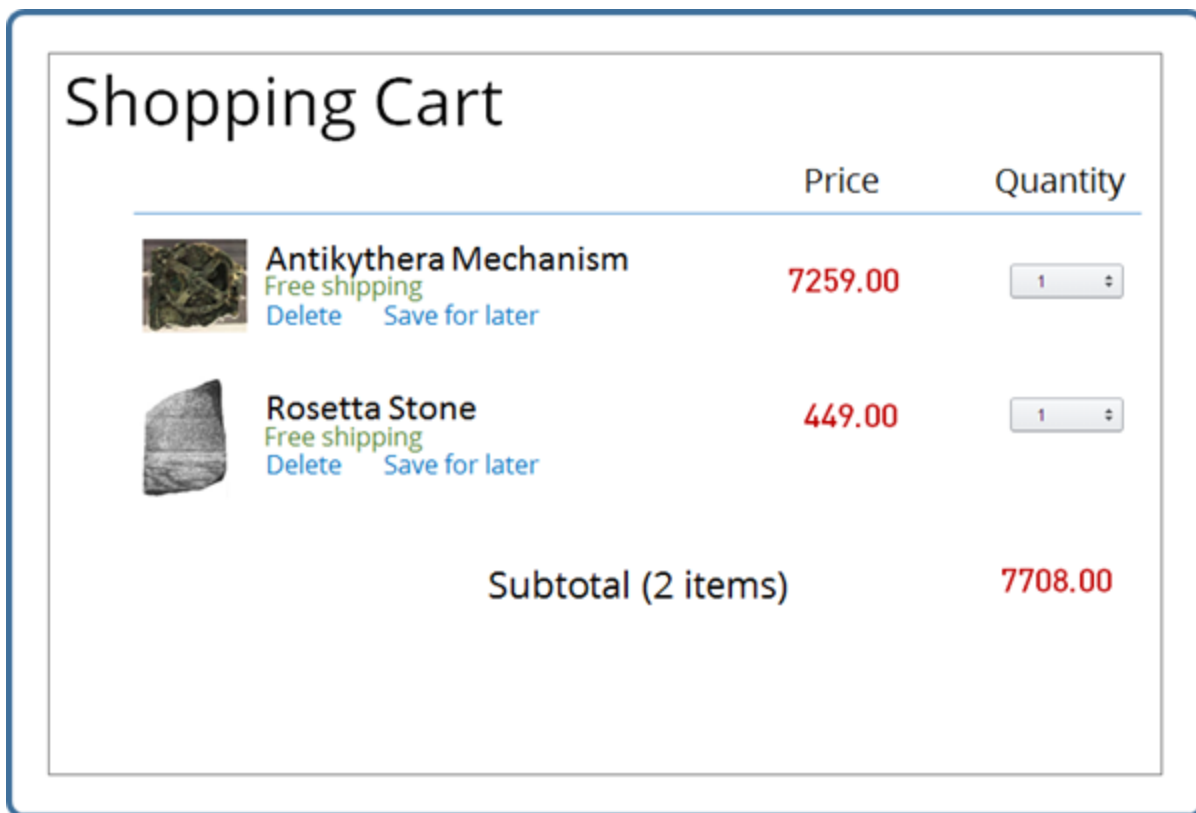 Shopping Cart
Price Quantity
Antikythera Mechanism
Free shipping
7259.00 1
Delete Save for later
Rosetta Stone
Free shipping
449.00 1
Delete Save for later
Subtotal (2 items) 7708.00